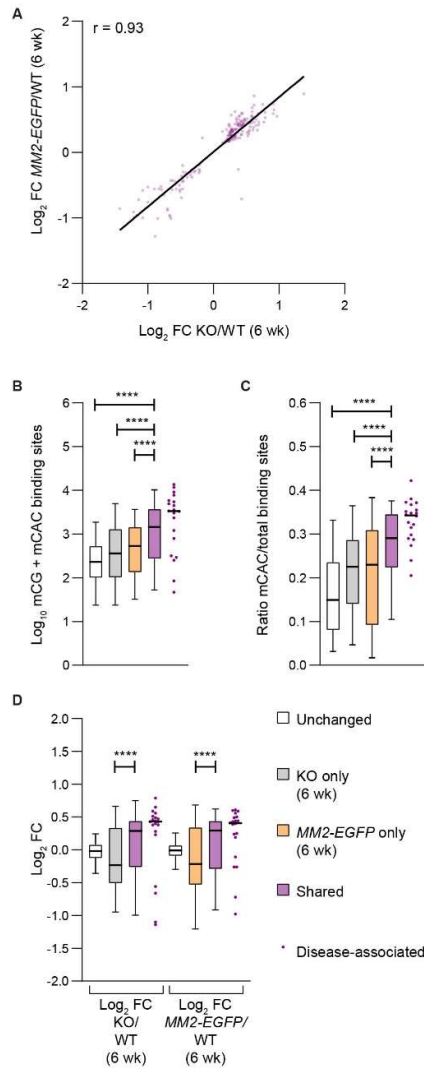 A
r = 0.93
Log₂ FC MM2-EGFP/WT (6 wk)
2
1
0
-1
-2
-2
-1
0
1
2
Log₂ FC KO/WT (6 wk)
B
Log₁₀ mCG + mCAC binding sites
6
5
4
3
2
1
0
****
****
****
C
Ratio mCAC/total binding sites
0.6
0.5
0.4
0.3
0.2
0.1
0.0
****
****
****
D
Log₂ FC
2.0
1.5
1.0
0.5
0.0
-0.5
-1.0
-1.5
-2.0
****
****
Log₂ FC
KO/
WT
(6 wk)
Log₂ FC
MM2-EGFP/
WT
(6 wk)
Unchanged
KO only
(6 wk)
MM2-EGFP only
(6 wk)
Shared
Disease-associated